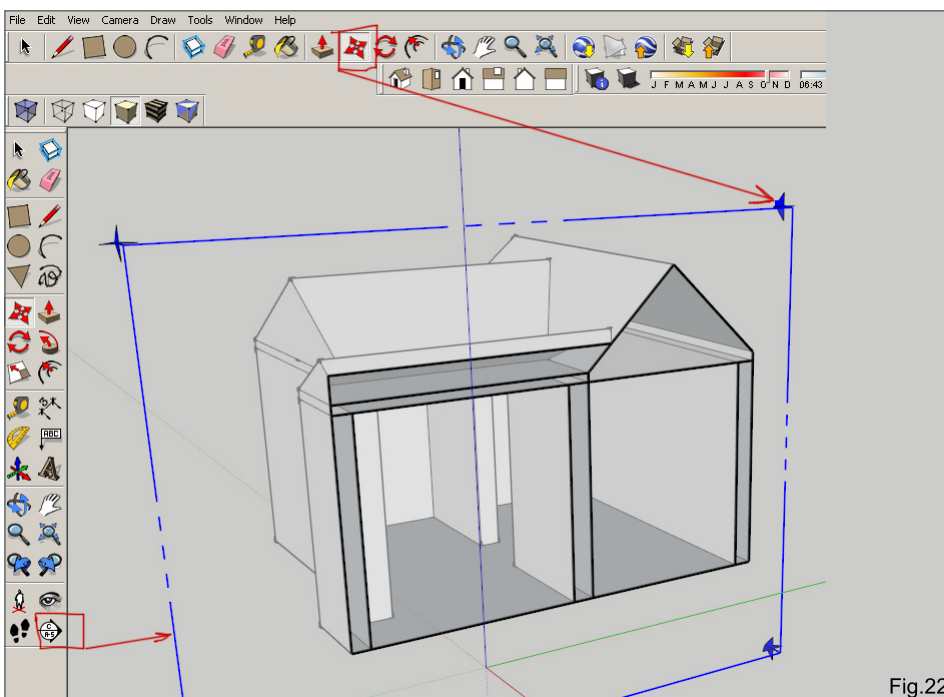 File Edit View Camera Draw Tools Window Help
J F M A M J J A S O N D 06:43
ABC
Fig.22